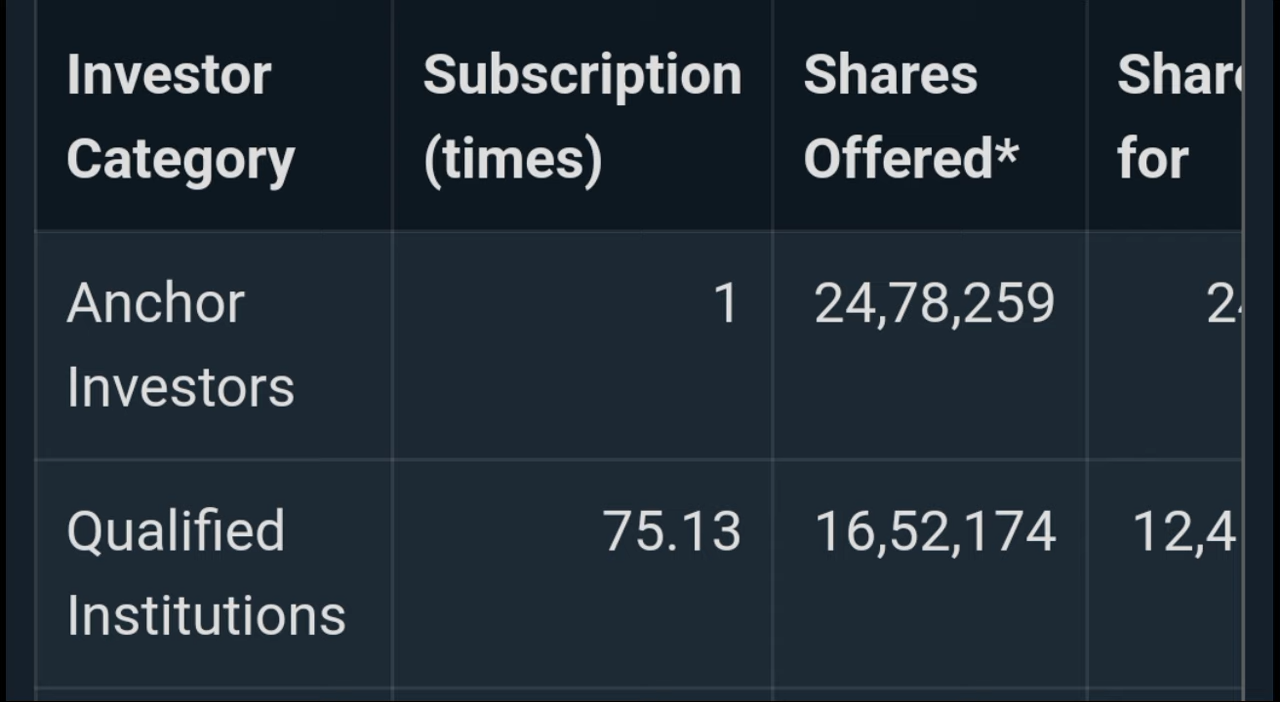 Investor Subscription Shares
Category (times) Offered* for
Anchor 1 24,78,259
Investors
Qualified 75.13 16,52,174
Institutions